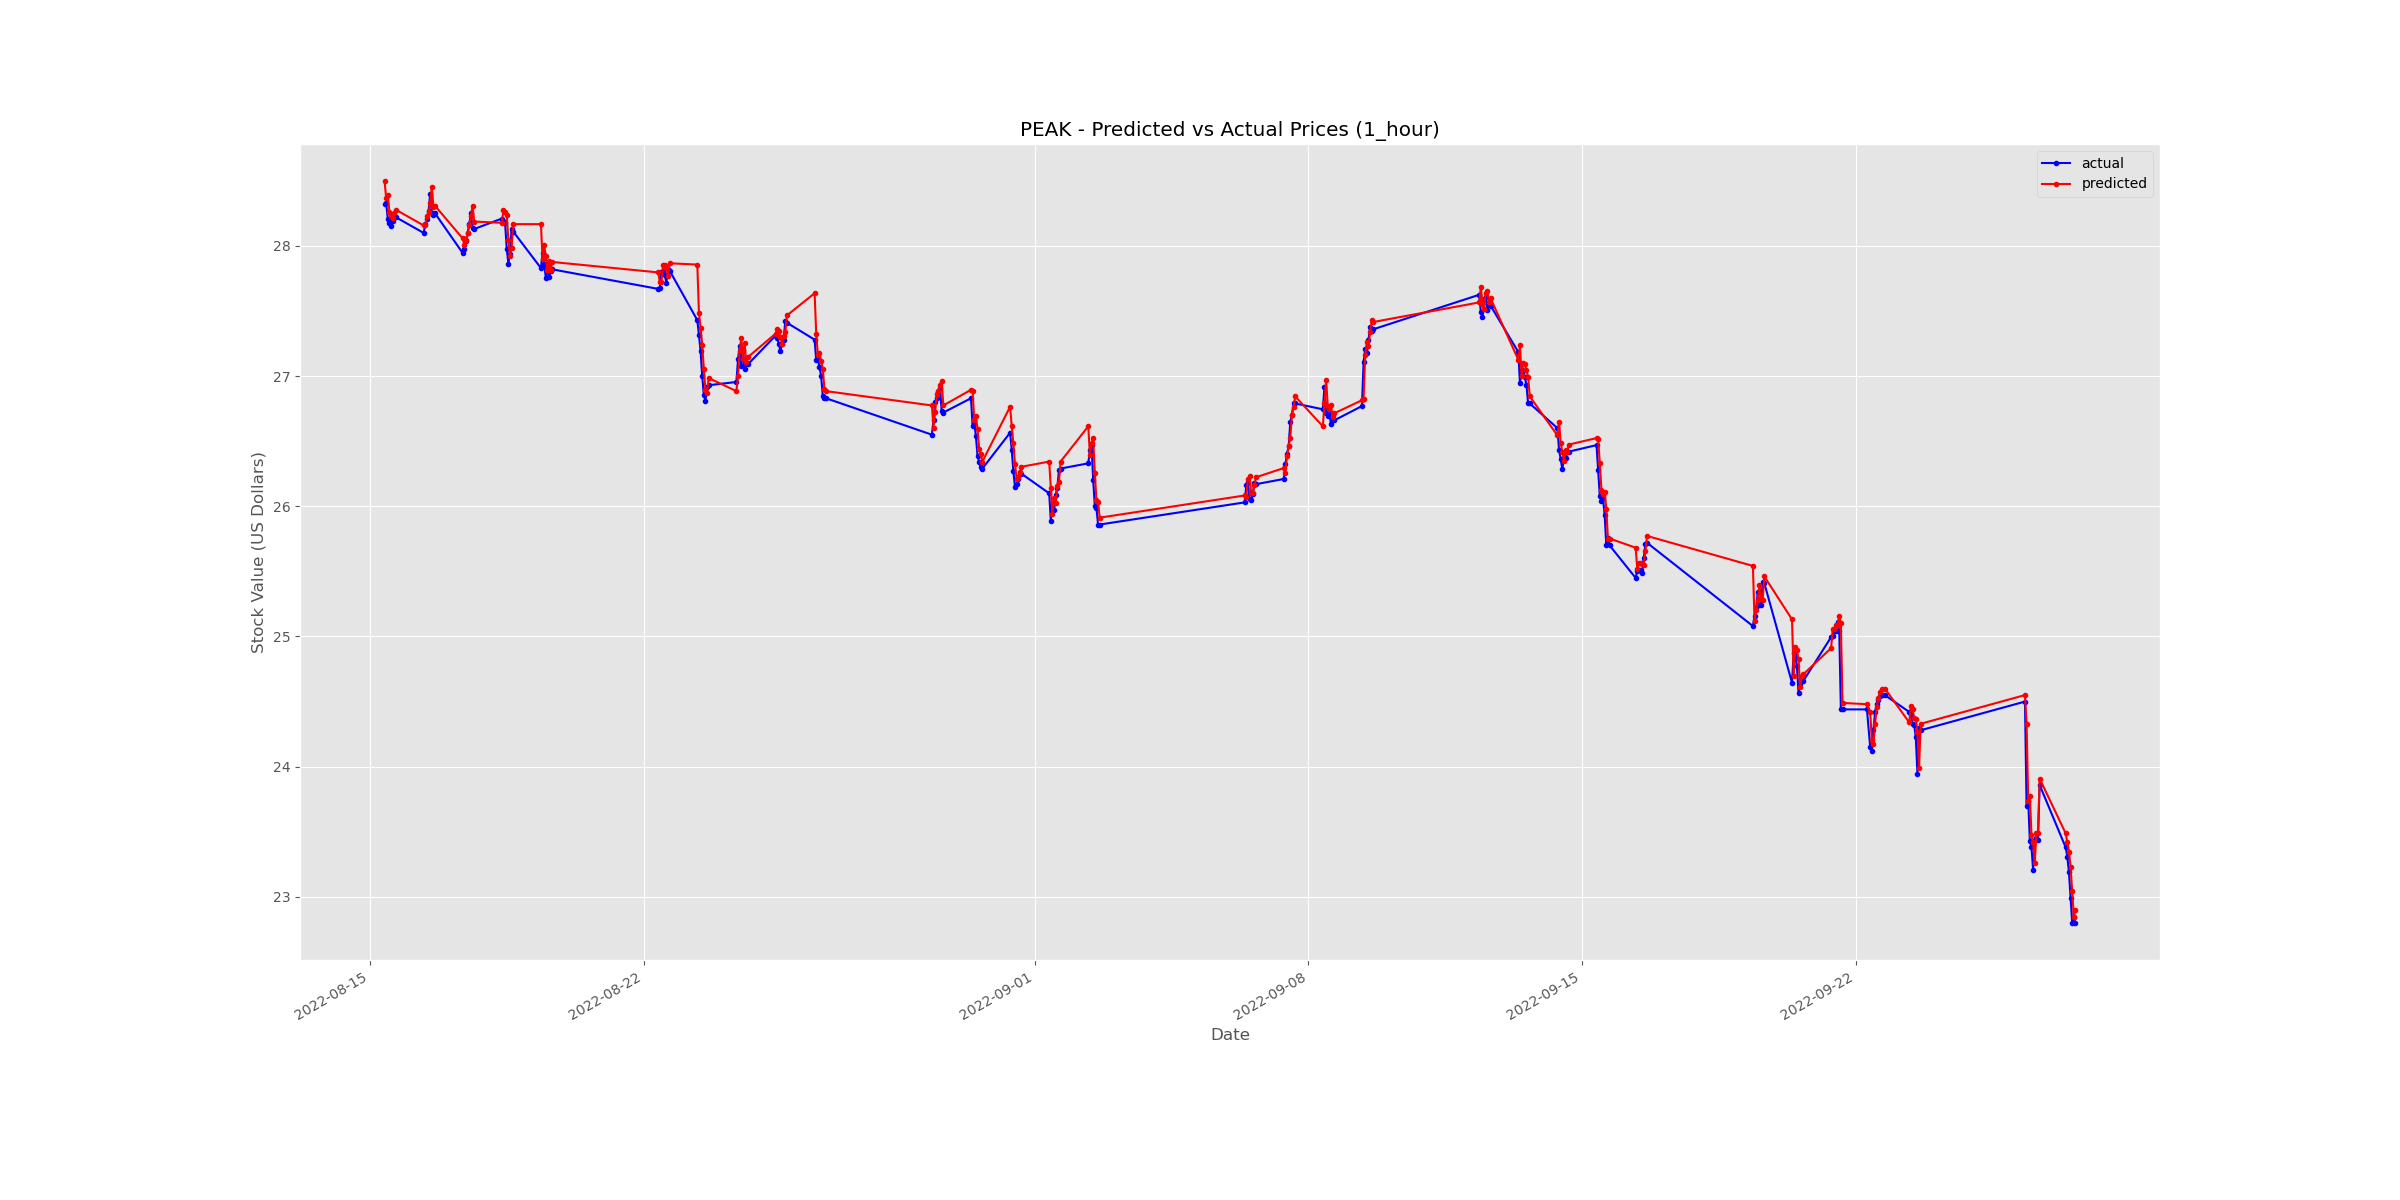 PEAK - Predicted vs Actual Prices (1_hour)
actual
predicted
Stock Value (US Dollars)
28
27
26
25
24
23
2022-08-15
2022-08-22
2022-09-01
2022-09-08
2022-09-15
2022-09-22
Date